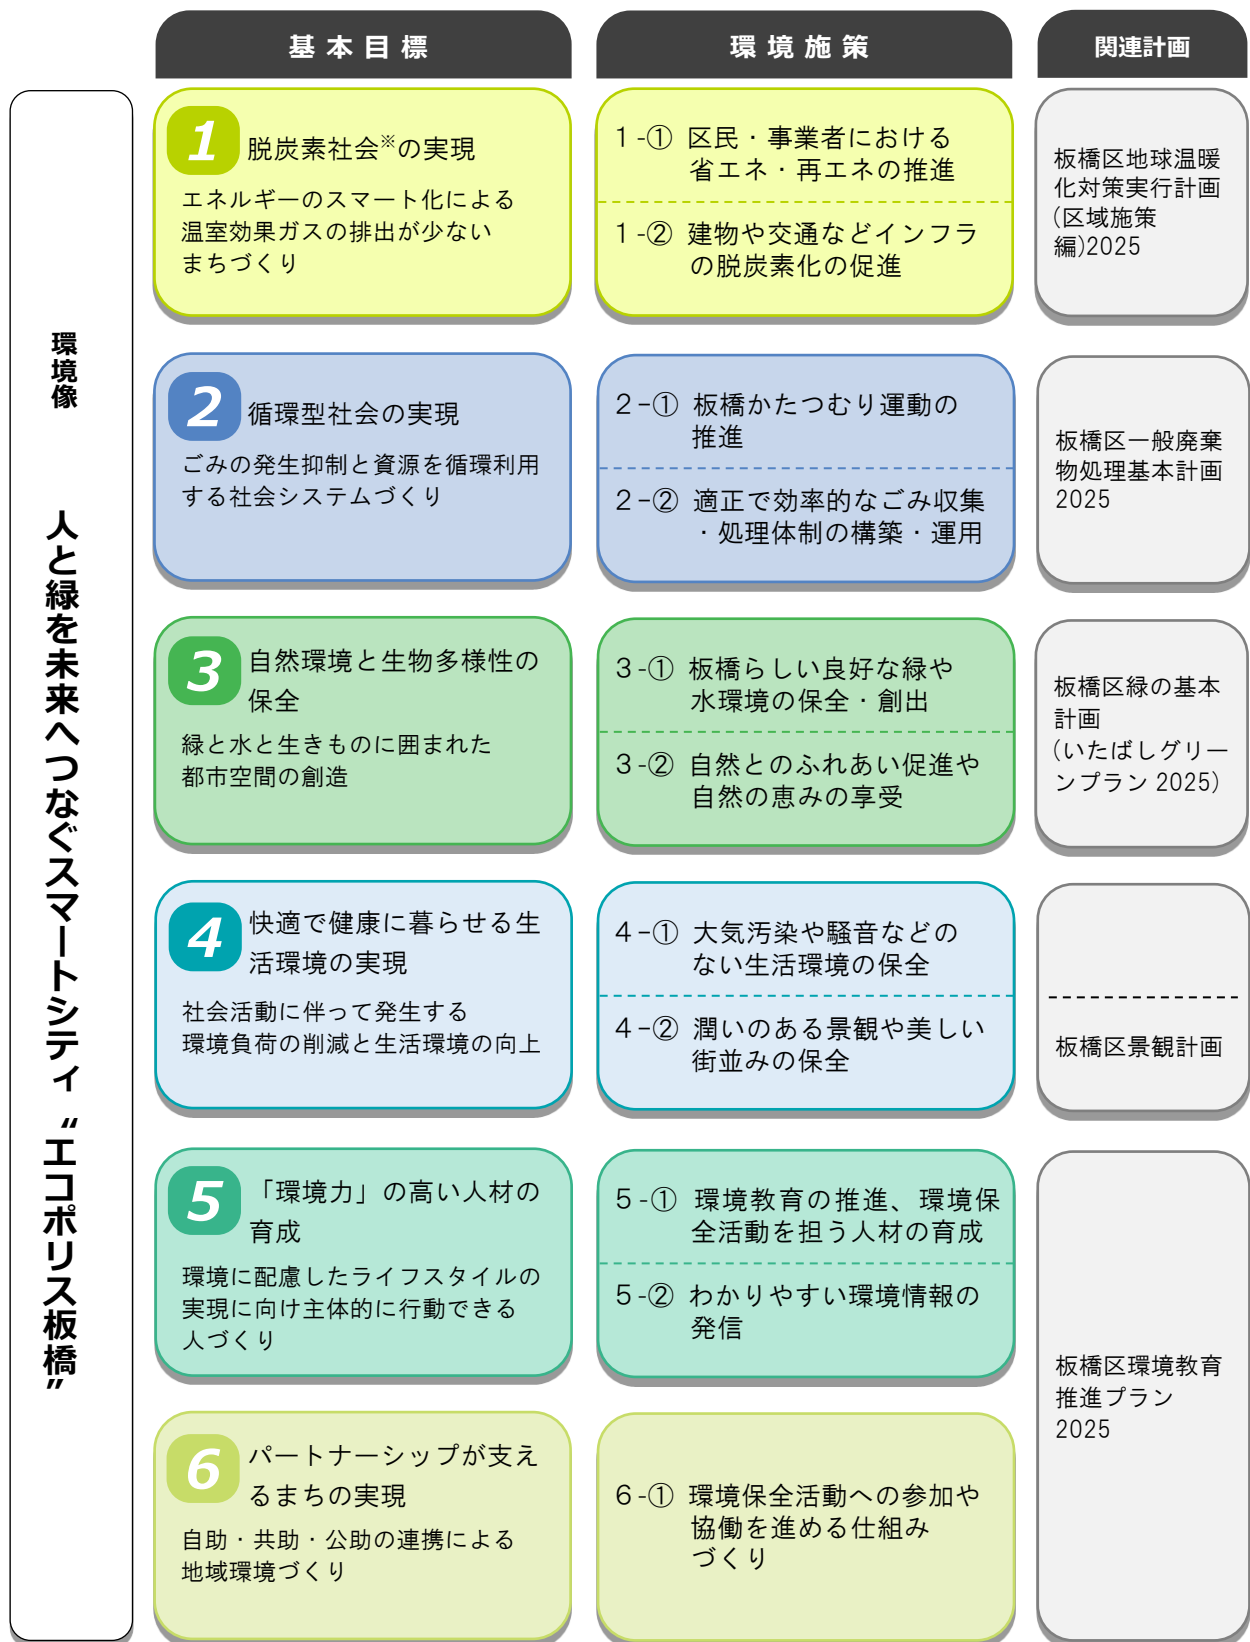 基本目標
環境施策
関連計画
環境像
人と緑を未来へつなぐスマートシティ“エコポリス板橋”
1 脱炭素社会※の実現
エネルギーのスマート化による
温室効果ガスの排出が少ない
まちづくり
1-① 区民・事業者における
省エネ・再エネの推進
1-② 建物や交通などインフラ
の脱炭素化の促進
板橋区地球温暖
化対策実行計画
(区域施策
編)2025
2 循環型社会の実現
ごみの発生抑制と資源を循環利用
する社会システムづくり
2-① 板橋かたつむり運動の
推進
2-② 適正で効率的なごみ収集
・処理体制の構築・運用
板橋区一般廃棄
物処理基本計画
2025
3 自然環境と生物多様性の
保全
緑と水と生きものに囲まれた
都市空間の創造
3-① 板橋らしい良好な緑や
水環境の保全・創出
3-② 自然とのふれあい促進や
自然の恵みの享受
板橋区緑の基本
計画
(いたばしグリー
ンプラン 2025)
4 快適で健康に暮らせる生
活環境の実現
社会活動に伴って発生する
環境負荷の削減と生活環境の向上
4-① 大気汚染や騒音などの
ない生活環境の保全
4-② 潤いのある景観や美しい
街並みの保全
板橋区景観計画
5 「環境力」の高い人材の
育成
環境に配慮したライフスタイルの
実現に向け主体的に行動できる
人づくり
5-① 環境教育の推進、環境保
全活動を担う人材の育成
5-② わかりやすい環境情報の
発信
板橋区環境教育
推進プラン
2025
6 パートナーシップが支え
るまちの実現
自助・共助・公助の連携による
地域環境づくり
6-① 環境保全活動への参加や
協働を進める仕組み
づくり